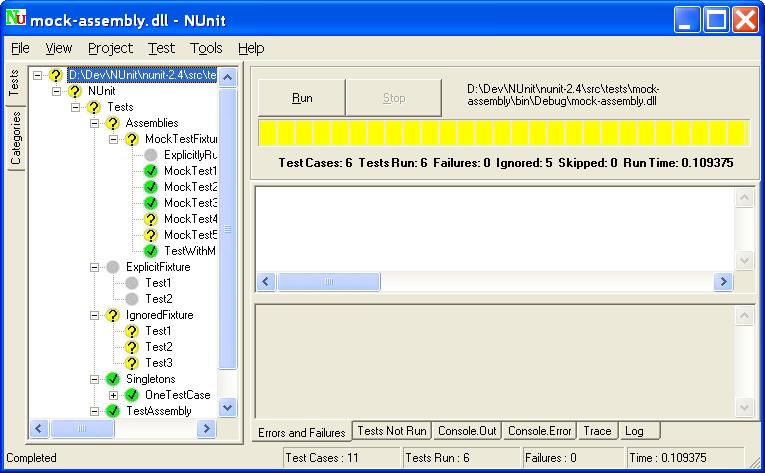 mock-assembly.dll - NUnit
File View Project Test Tools Help
Tests
Categories
D:\Dev\NUnit\nunit-2.4\src\te
NUnit
Tests
Assemblies
MockTestFixtu
ExplicitlyRu
MockTest1
MockTest2
MockTest3
MockTest4
MockTest5
TestWithM
ExplicitFixture
Test1
Test2
IgnoredFixture
Test1
Test2
Test3
Singletons
OneTestCase
TestAssembly
Run Stop
D:\Dev\NUnit\nunit-2.4\src\tests\mock-
assembly\bin\Debug\mock-assembly.dll
Test Cases: 6 Tests Run: 6 Failures: 0 Ignored: 5 Skipped: 0 Run Time: 0.109375
Errors and Failures Tests Not Run Console.Out Console.Error Trace Log
Completed Test Cases : 11 Tests Run : 6 Failures : 0 Time : 0.109375